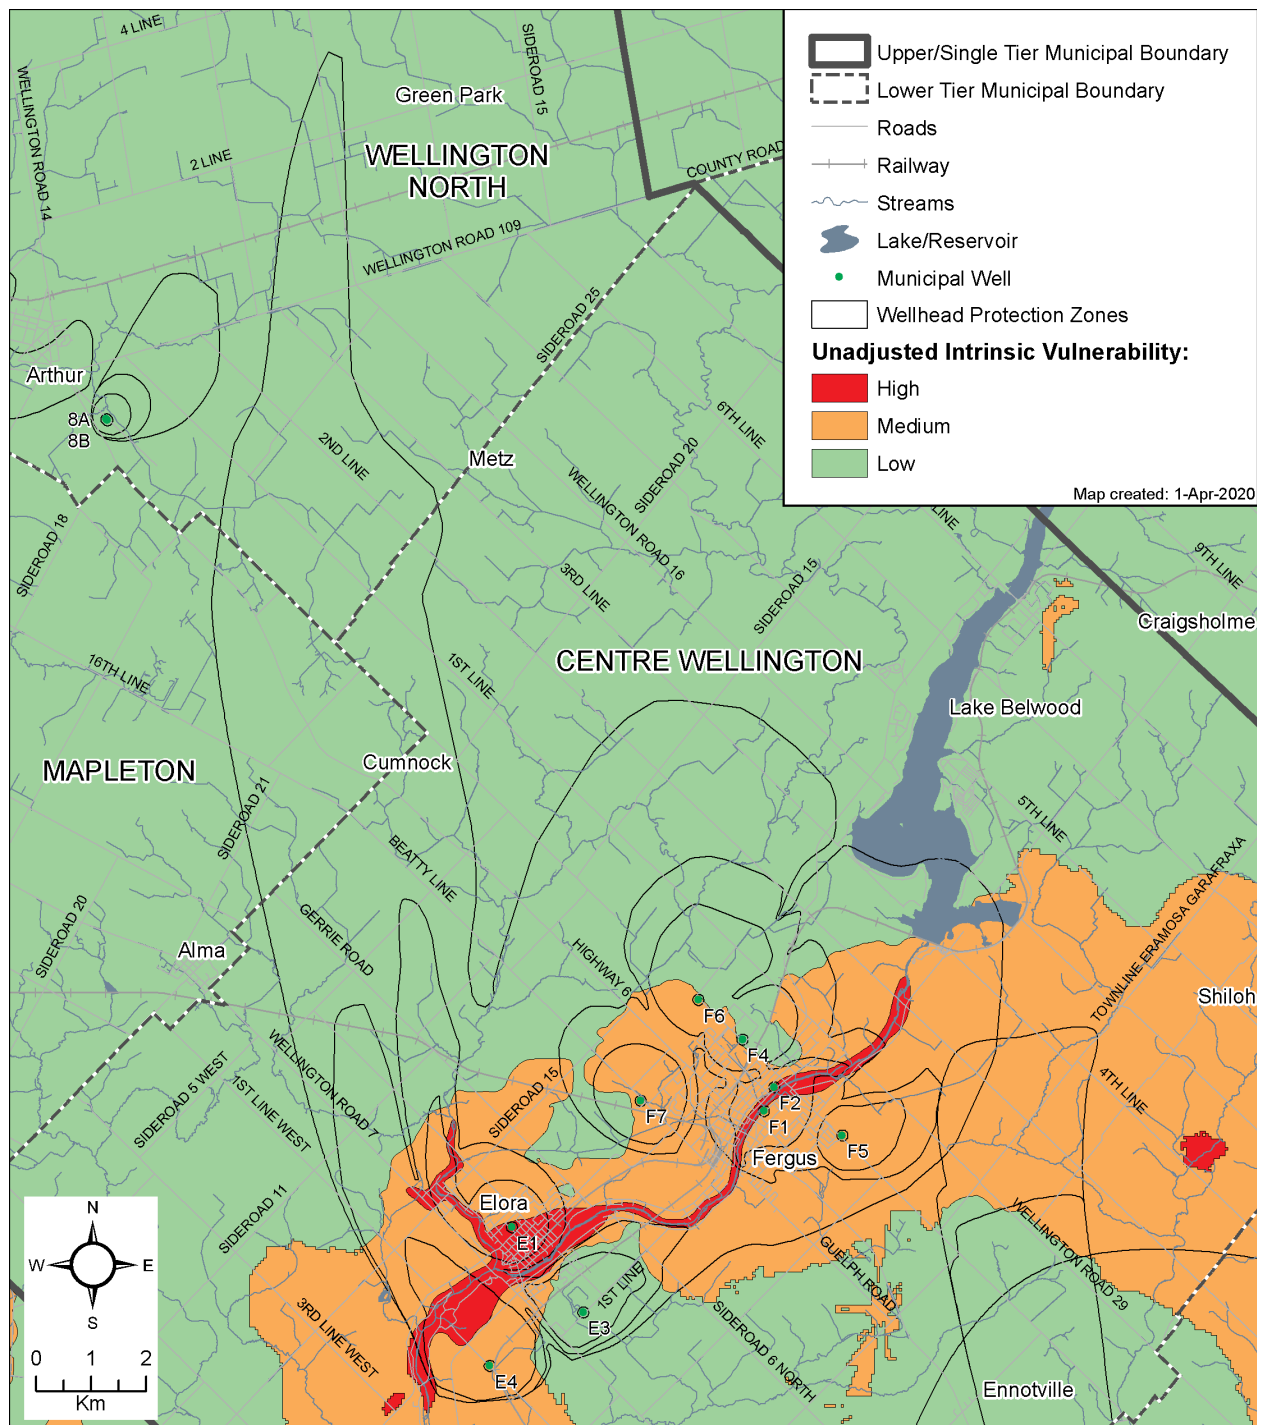 4 LINE
WELLINGTON ROAD 14
SIDEROAD 15
Green Park
2 LINE
WELLINGTON
NORTH
COUNTY ROAD
WELLINGTON ROAD 109
SIDEROAD 25
Upper/Single Tier Municipal Boundary
Lower Tier Municipal Boundary
Roads
Railway
Streams
Lake/Reservoir
Municipal Well
Wellhead Protection Zones
Unadjusted Intrinsic Vulnerability:
High
Medium
Low
Map created: 1-Apr-2020
Arthur
8A
8B
2ND LINE
Metz
6TH LINE
SIDEROAD 20
WELLINGTON ROAD 16
LINE
9TH LINE
SIDEROAD 18
3RD LINE
SIDEROAD 15
Craigsholme
16TH LINE
1ST LINE
CENTRE WELLINGTON
Lake Belwood
MAPLETON
Cumnock
SIDEROAD 21
BEATTY LINE
5TH LINE
TOWNLINE ERAMOSA GARAFRAXA
SIDEROAD 20
GERRIE ROAD
Alma
HIGHWAY 6
Shiloh
F6
F4
SIDEROAD 5 WEST
1ST LINE WEST
WELLINGTON ROAD 7
SIDEROAD 15
F7
F2
F1
F5
4TH LINE
Fergus
SIDEROAD 11
Elora
E1
WELLINGTON ROAD 29
GUELPH ROAD
1ST LINE
E3
3RD LINE WEST
E4
SIDEROAD 6 NORTH
Ennotville
N
W E
S
0 1 2
Km